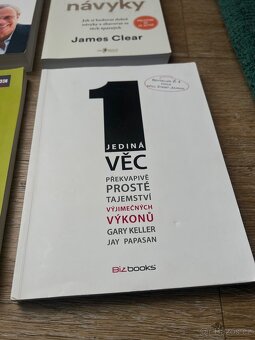 návyky
James Clear
1
JEDINÁ
VĚC
PŘEKVAPIVĚ
PROSTÉ
TAJEMSTVÍ
VÝJIMEČNÝCH
VÝKONŮ
GARY KELLER
JAY PAPASAN
Bizbooks